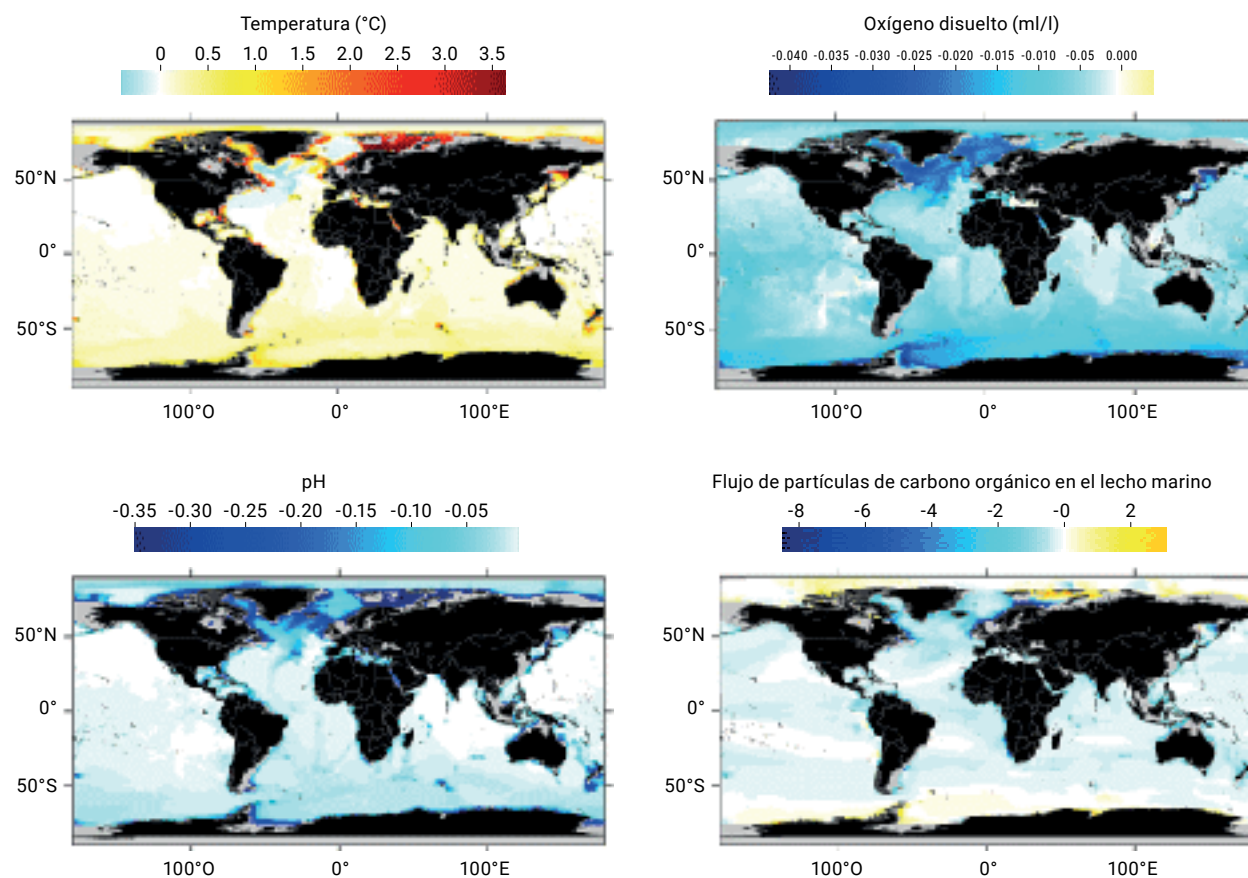 Temperatura (°C)
0 0.5 1.0 1.5 2.0 2.5 3.0 3.5
50°N
0°
50°S
100°O 0° 100°E
Oxígeno disuelto (ml/l)
-0.040 -0.035 -0.030 -0.025 -0.020 -0.015 -0.010 -0.05 0.000
50°N
0°
50°S
100°O 0° 100°E
pH
-0.35 -0.30 -0.25 -0.20 -0.15 -0.10 -0.05
50°N
0°
50°S
100°O 0° 100°E
Flujo de partículas de carbono orgánico en el lecho marino
-8 -6 -4 -2 -0 2
50°N
0°
50°S
100°O 0° 100°E